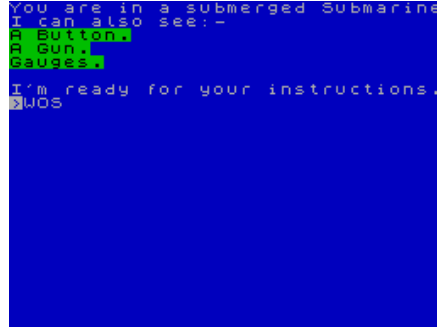 You are in a submerged Submarine
I can also see:-
A Button.
A Gun.
Gauges.
I'm ready for your instructions.
>WOS